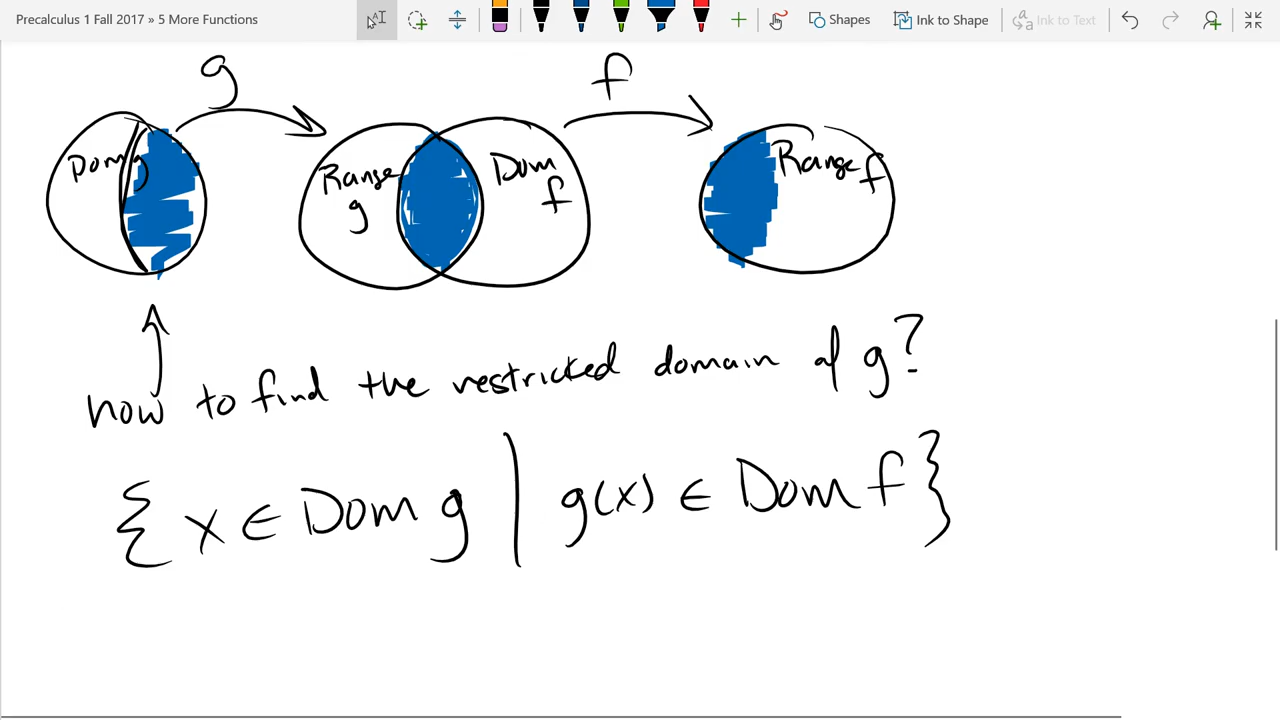 Precalculus 1 Fall 2017 » 5 More Functions
Shapes
Ink to Shape
Ink to Text
g
f
Dom g
Range g
Dom f
Range f
how to find the restricted domain of g?
{ x ∈ Dom g | g(x) ∈ Dom f }